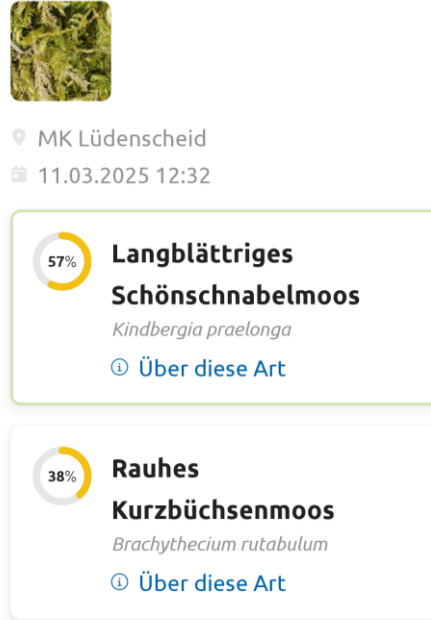 MK Lüdenscheid
11.03.2025 12:32
57%
Langblättriges
Schönschnabelmoos
Kindbergia praelonga
Über diese Art
38%
Rauhes
Kurzbüchsenmoos
Brachythecium rutabulum
Über diese Art